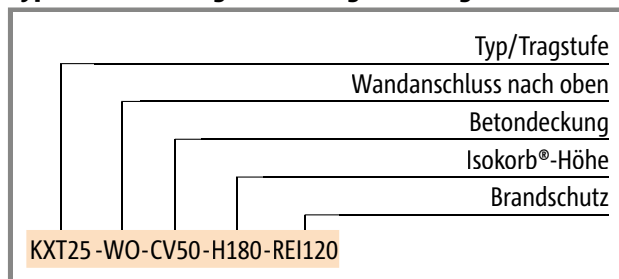 Typ/Tragstufe
Wandanschluss nach oben
Betondeckung
Isokorb®-Höhe
Brandschutz
KXT25-WO-CV50-H180-REI120